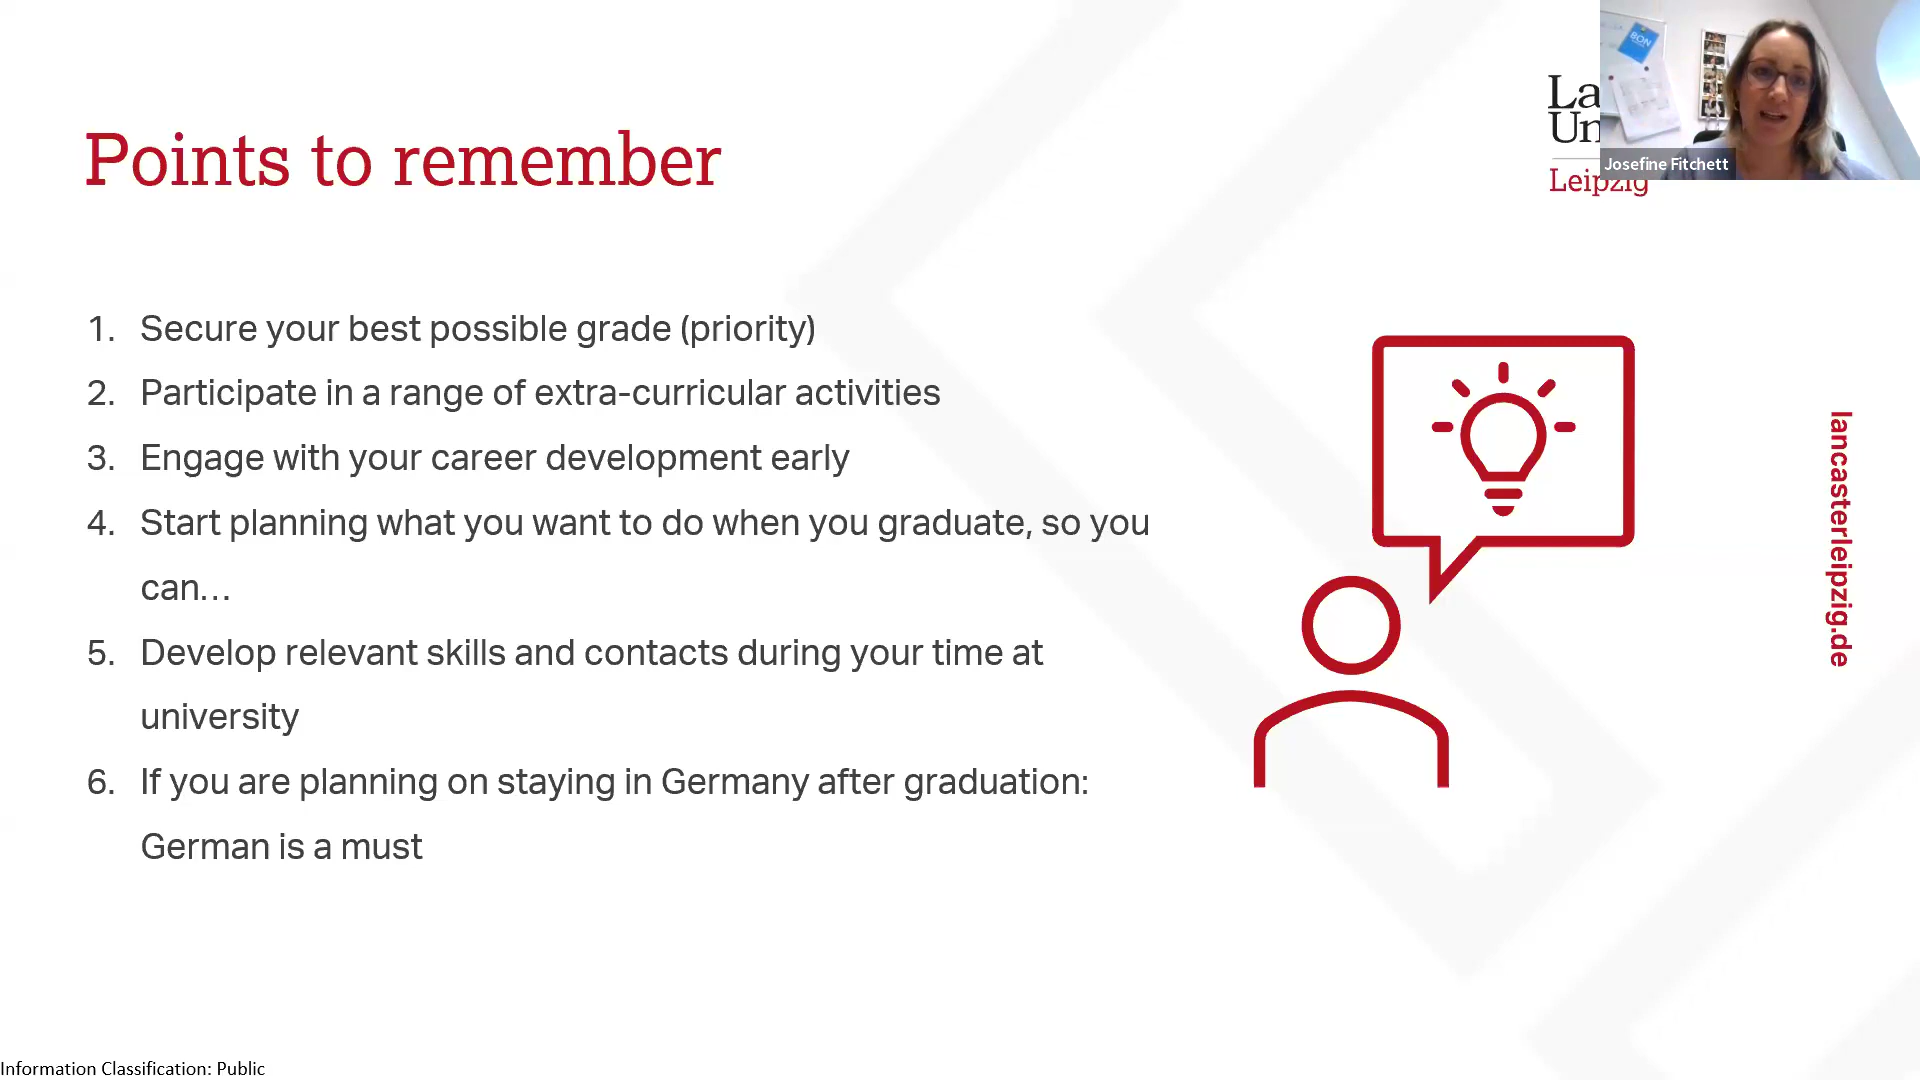 Points to remember
1. Secure your best possible grade (priority)
2. Participate in a range of extra-curricular activities
3. Engage with your career development early
4. Start planning what you want to do when you graduate, so you
can...
5. Develop relevant skills and contacts during your time at
university
6. If you are planning on staying in Germany after graduation:
German is a must
La
Un
Leipzig
BON
Josefine Fitchett
lancasterleipzig.de
Information Classification: Public